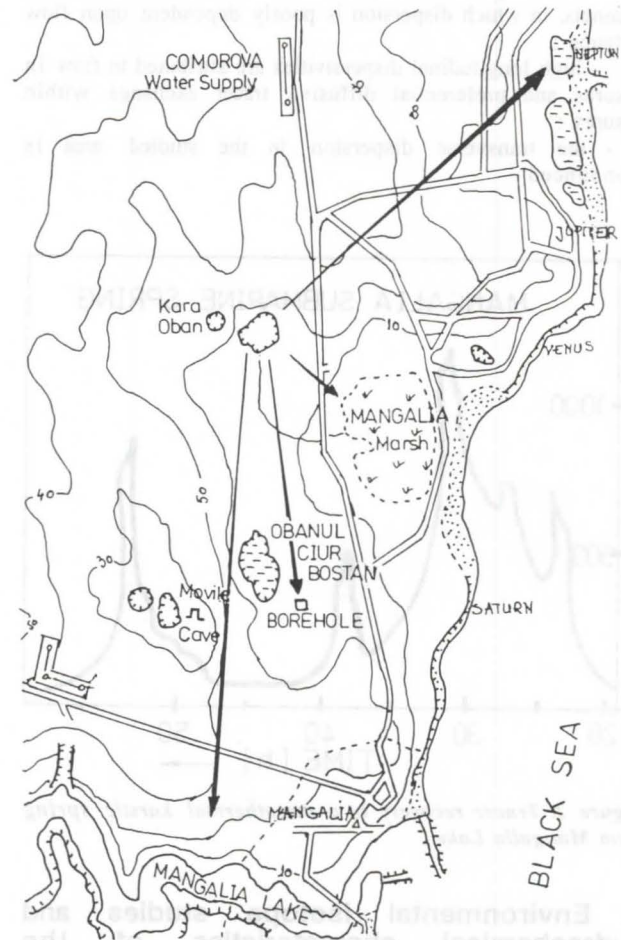 COMOROVA
Water Supply
NEPTUN
JUPITER
Kara
Oban
10
VENUS
MANGALIA
Marsh
40
50
OBANUL
CIUR
BOSTAN
30
Movile
Cave
BOREHOLE
SATURN
MANGALIA
BLACK SEA
MANGALIA LAKE